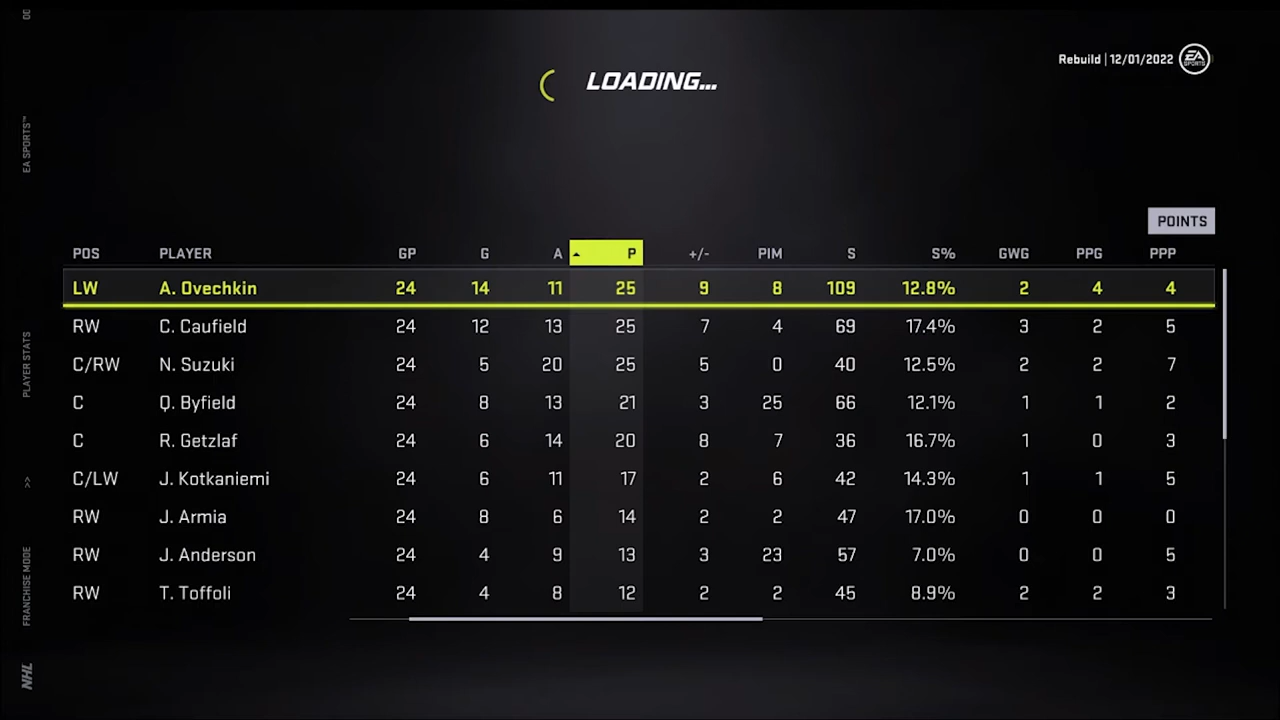 LOADING...
Rebuild | 12/01/2022
EA SPORTS
POINTS
POS PLAYER GP G A P +/- PIM S S% GWG PPG PPP
LW A. Ovechkin 24 14 11 25 9 8 109 12.8% 2 4 4
RW C. Caufield 24 12 13 25 7 4 69 17.4% 3 2 5
C/RW N. Suzuki 24 5 20 25 5 0 40 12.5% 2 2 7
C Q. Byfield 24 8 13 21 3 25 66 12.1% 1 1 2
C R. Getzlaf 24 6 14 20 8 7 36 16.7% 1 0 3
C/LW J. Kotkaniemi 24 6 11 17 2 6 42 14.3% 1 1 5
RW J. Armia 24 8 6 14 2 2 47 17.0% 0 0 0
RW J. Anderson 24 4 9 13 3 23 57 7.0% 0 0 5
RW T. Toffoli 24 4 8 12 2 2 45 8.9% 2 2 3
NHL FRANCHISE MODE >> PLAYER STATS EA SPORTS™